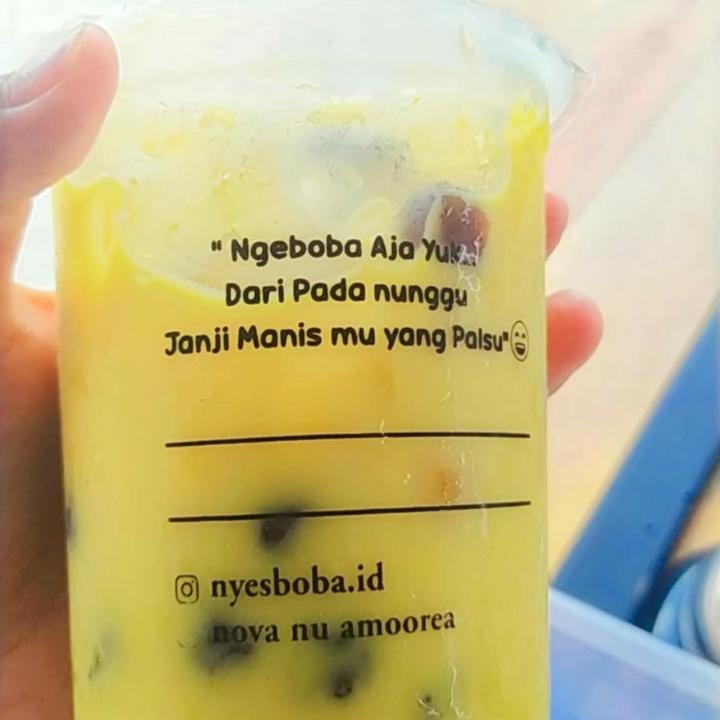 " Ngeboba Aja Yuk..
Dari Pada nunggu
Janji Manis mu yang Palsu"
nyesboba.id
nova nu amoorea